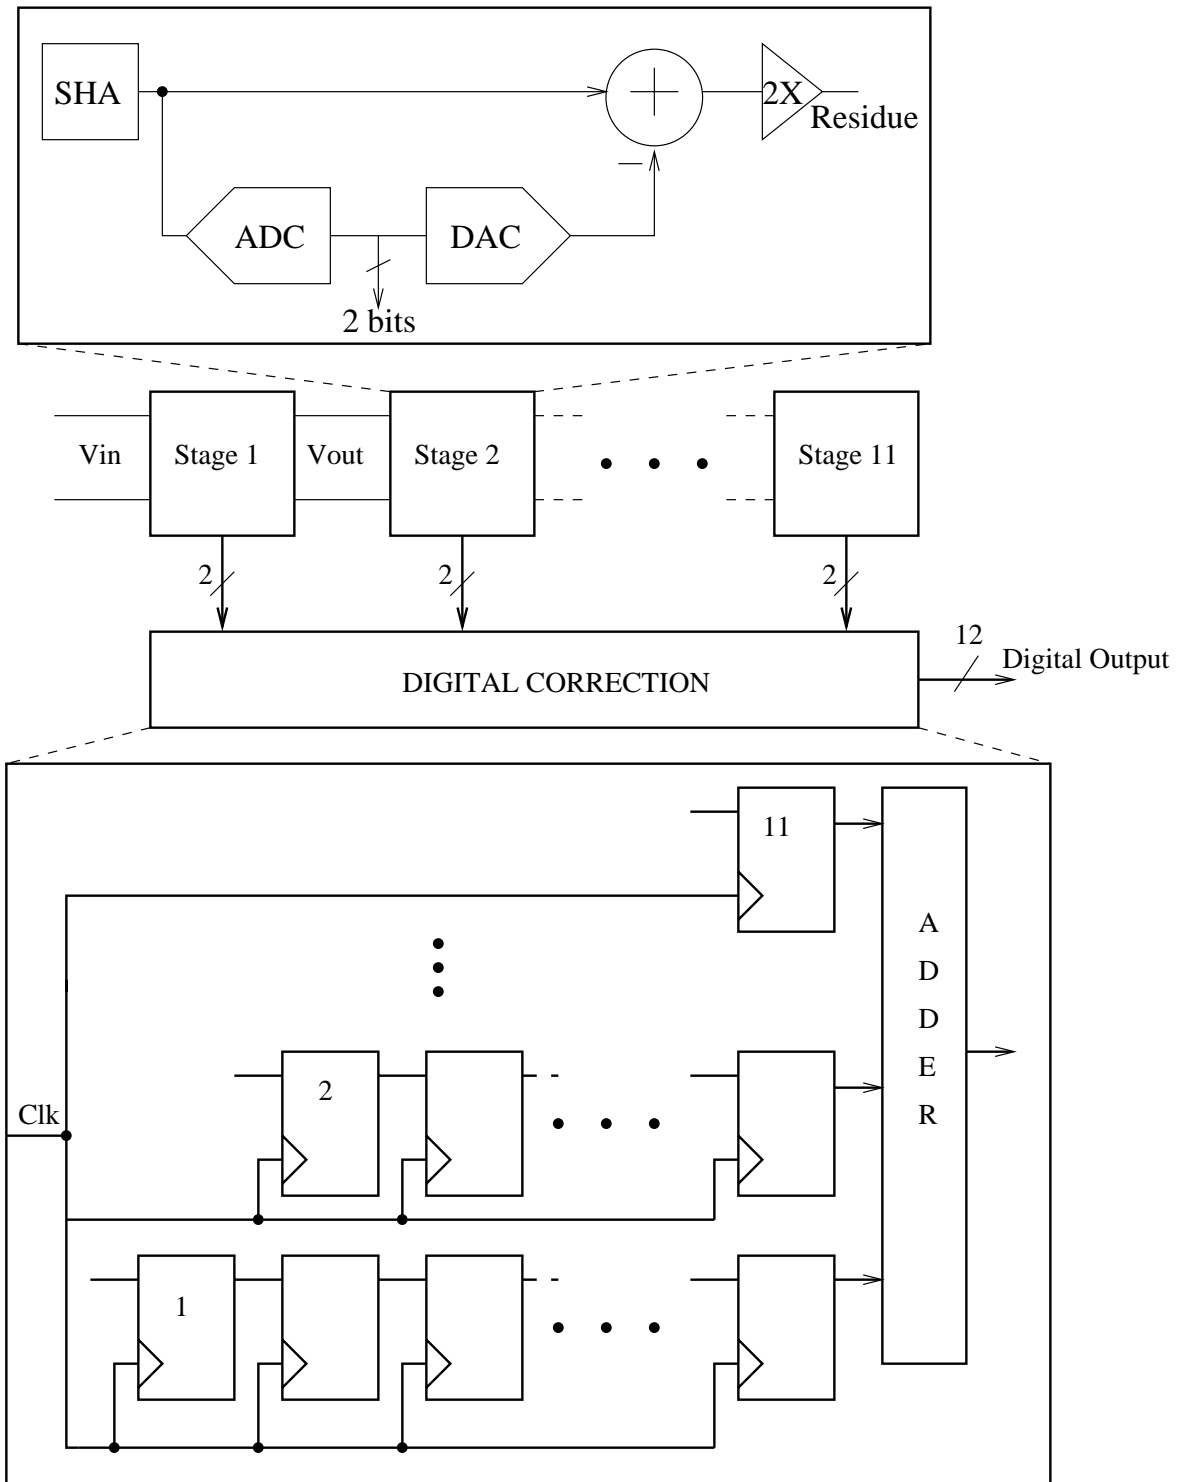 SHA
2X
Residue
ADC
DAC
2 bits
Vin
Stage 1
Vout
Stage 2
Stage 11
2
2
2
12
Digital Output
DIGITAL CORRECTION
11
A
D
D
E
R
2
Clk
1